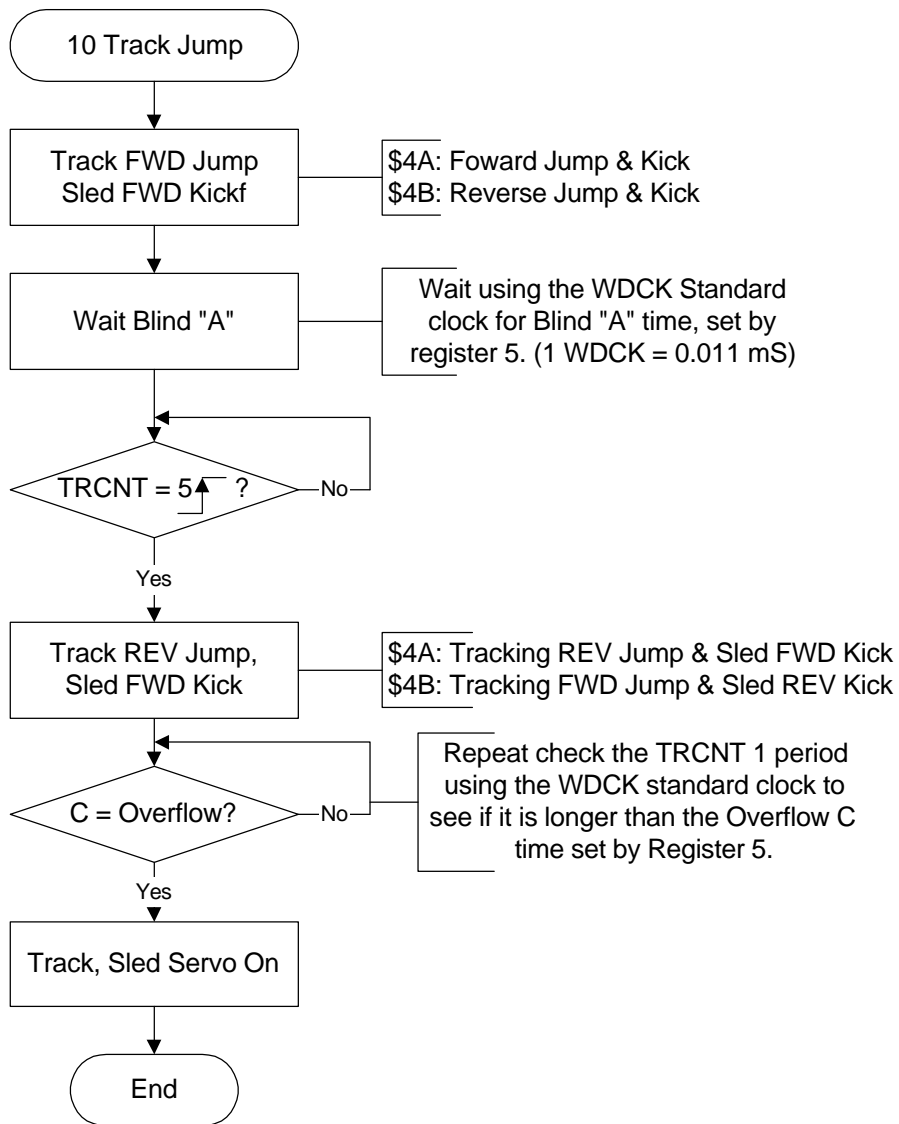 10 Track Jump
Track FWD Jump
Sled FWD Kickf
$4A: Foward Jump & Kick
$4B: Reverse Jump & Kick
Wait Blind "A"
Wait using the WDCK Standard
clock for Blind "A" time, set by
register 5. (1 WDCK = 0.011 mS)
TRCNT = 5 ?
No
Yes
Track REV Jump,
Sled FWD Kick
$4A: Tracking REV Jump & Sled FWD Kick
$4B: Tracking FWD Jump & Sled REV Kick
C = Overflow?
No
Repeat check the TRCNT 1 period
using the WDCK standard clock to
see if it is longer than the Overflow C
time set by Register 5.
Yes
Track, Sled Servo On
End